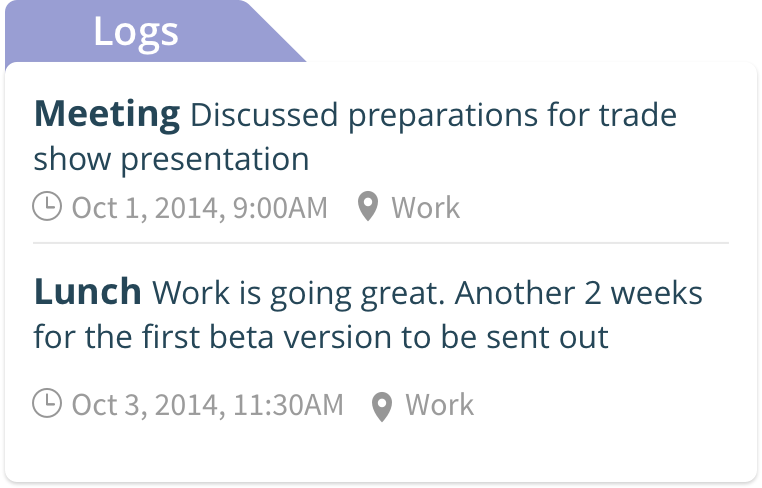 Logs
Meeting Discussed preparations for trade
show presentation
Oct 1, 2014, 9:00AM Work
Lunch Work is going great. Another 2 weeks
for the first beta version to be sent out
Oct 3, 2014, 11:30AM Work